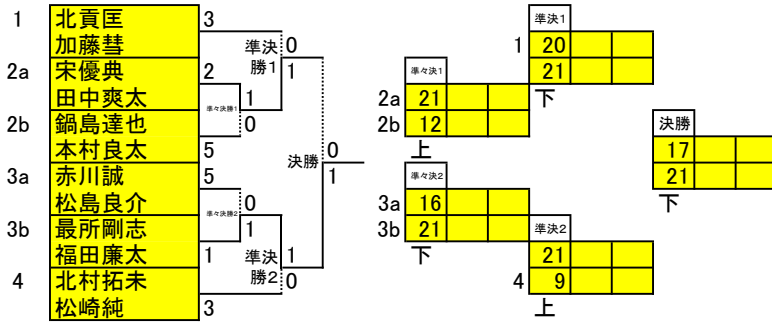 1 北貢匡 3 準決1
加藤彗 準決 0 1 20
2a 宋優典 2 勝1 1 準々決1 21
田中爽太 準々決勝1 1 2a 21 下
2b 鍋島達也 0 2b 12 決勝
本村良太 5 決勝 0 上 17
3a 赤川誠 5 1 準々決2 21
松島良介 準々決勝2 0 3a 16 下
3b 最所剛志 1 3b 21 準決2
福田廉太 1 準決 1 下 21
4 北村拓未 勝2 0 4 9
松崎純 3 上